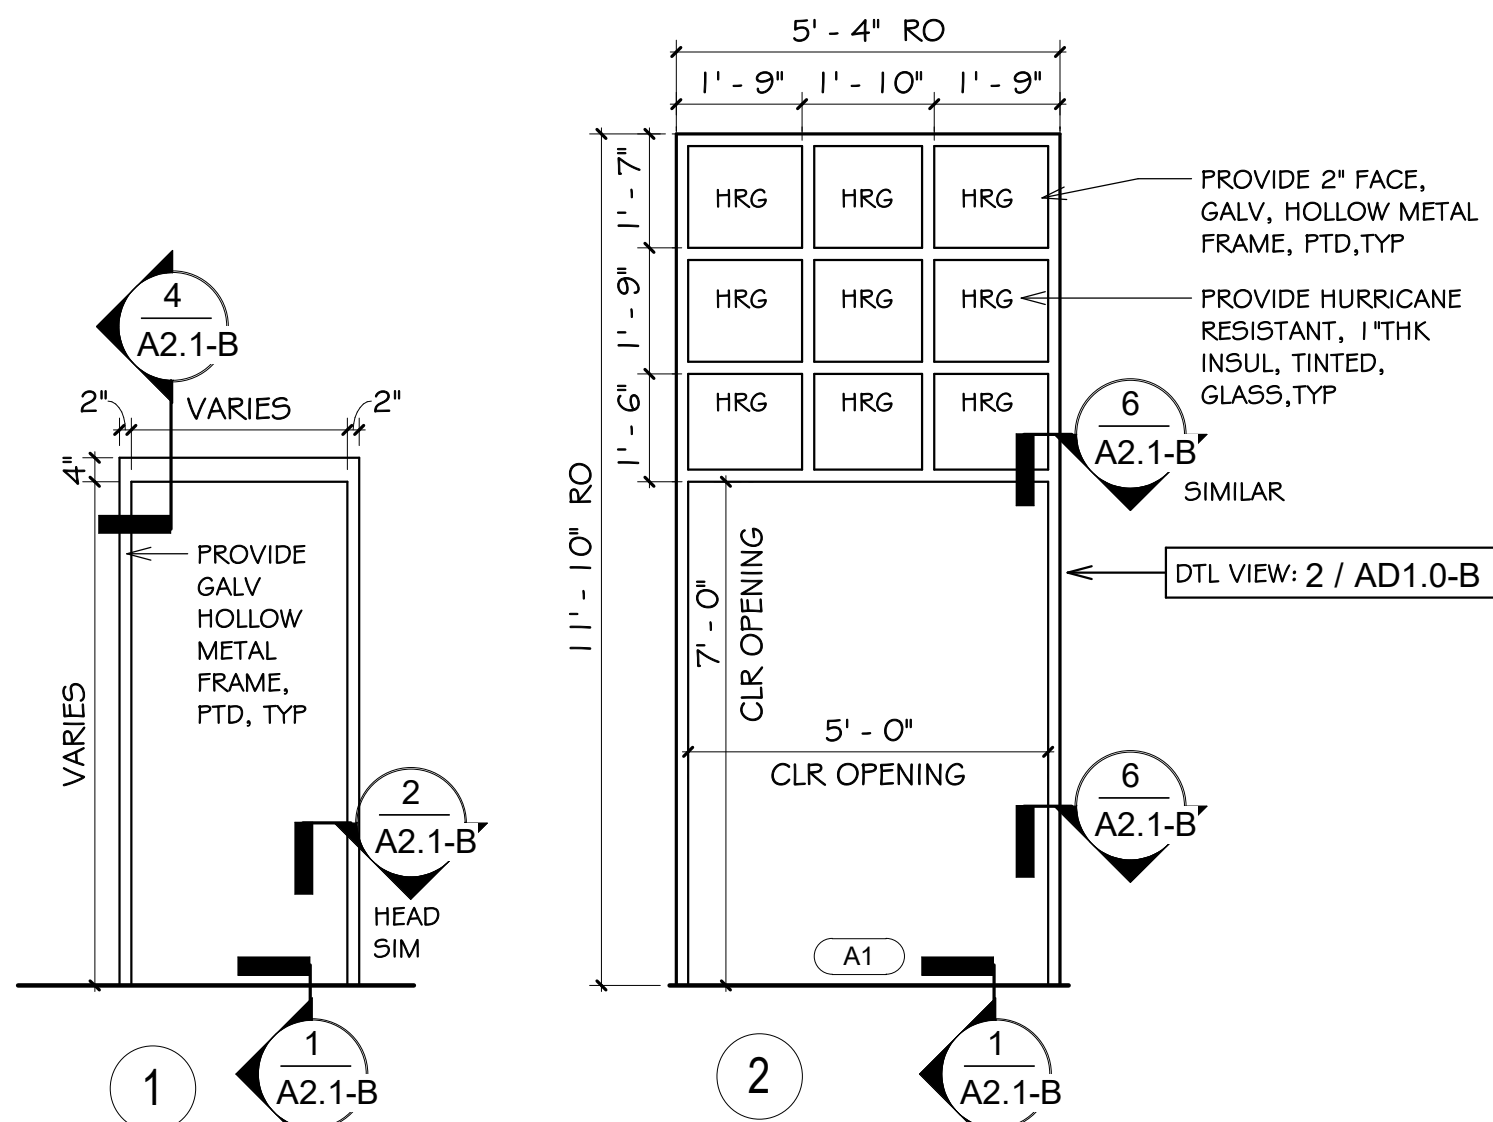 5' - 4" RO
1' - 9" 1' - 10" 1' - 9"
1' - 7"
1' - 9"
1' - 6"
11' - 10" RO
HRG HRG HRG
HRG HRG HRG
HRG HRG HRG
PROVIDE 2" FACE,
GALV, HOLLOW METAL
FRAME, PTD,TYP
PROVIDE HURRICANE
RESISTANT, 1"THK
INSUL, TINTED,
GLASS,TYP
6
A2.1-B
SIMILAR
DTL VIEW: 2 / AD1.0-B
7' - 0"
CLR OPENING
5' - 0"
CLR OPENING
6
A2.1-B
A1
1
A2.1-B
2
4
A2.1-B
2" VARIES 2"
4"
VARIES
PROVIDE
GALV
HOLLOW
METAL
FRAME,
PTD, TYP
2
A2.1-B
HEAD
SIM
1
A2.1-B
1